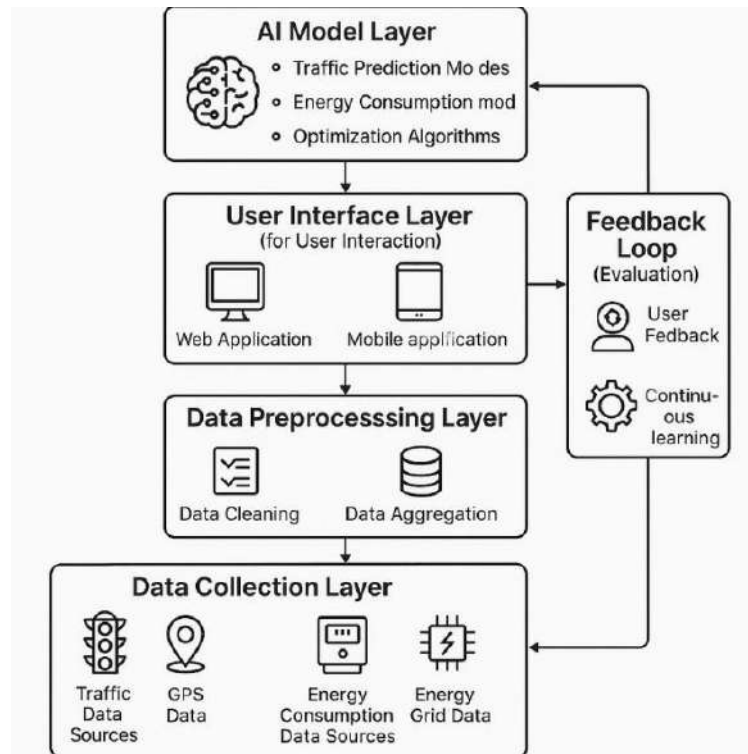 AI Model Layer
Traffic Prediction Mo des
Energy Consumption mod
Optimization Algorithms
User Interface Layer
(for User Interaction)
Web Application
Mobile applfication
Feedback
Loop
(Evaluation)
User
Fedback
Continu-
ous
learning
Data Preprocesssing Layer
Data Cleaning
Data Aggregation
Data Collection Layer
Traffic
Data
Sources
GPS
Data
Energy
Consumption
Data Sources
Energy
Grid Data